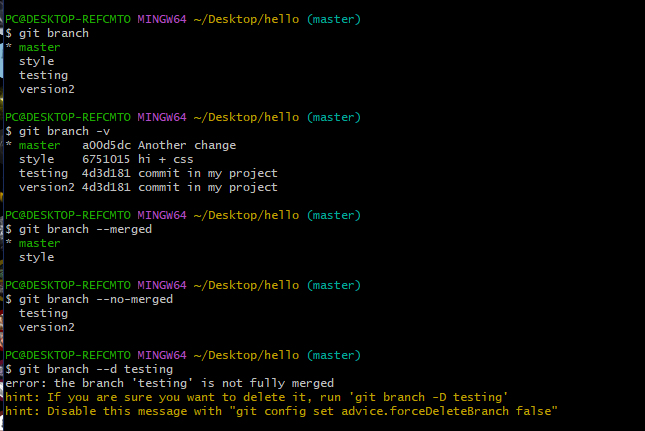 PC@DESKTOP-REFCMTO MINGW64 ~/Desktop/hello (master)
$ git branch
* master
  style
  testing
  version2

PC@DESKTOP-REFCMTO MINGW64 ~/Desktop/hello (master)
$ git branch -v
* master   a00d5dc Another change
  style    6751015 hi + css
  testing  4d3d181 commit in my project
  version2 4d3d181 commit in my project

PC@DESKTOP-REFCMTO MINGW64 ~/Desktop/hello (master)
$ git branch --merged
* master
  style

PC@DESKTOP-REFCMTO MINGW64 ~/Desktop/hello (master)
$ git branch --no-merged
  testing
  version2

PC@DESKTOP-REFCMTO MINGW64 ~/Desktop/hello (master)
$ git branch --d testing
error: the branch 'testing' is not fully merged
hint: If you are sure you want to delete it, run 'git branch -D testing'
hint: Disable this message with "git config set advice.forceDeleteBranch false"